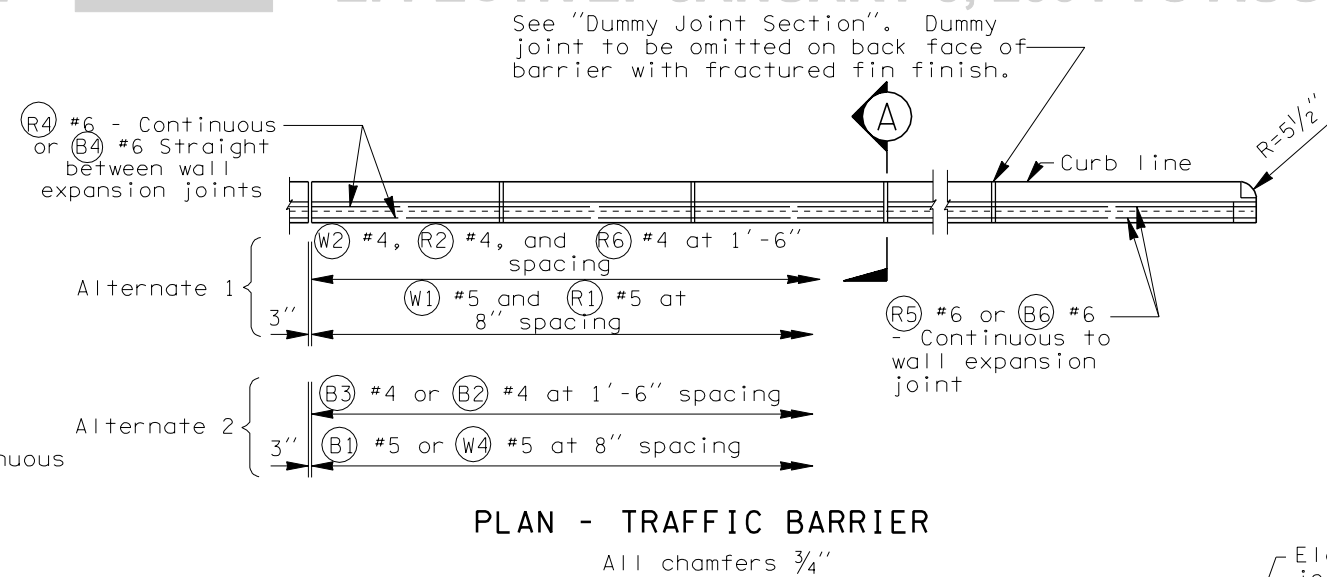 See "Dummy Joint Section". Dummy
joint to be omitted on back face of
barrier with fractured fin finish.
R4 #6 - Continuous
or B4 #6 Straight
between wall
expansion joints
A
R=5½"
Curb line
W2 #4, R2 #4, and R6 #4 at 1'-6"
spacing
Alternate 1
W1 #5 and R1 #5 at
3"
8" spacing
R5 #6 or B6 #6
- Continuous to
wall expansion
joint
B3 #4 or B2 #4 at 1'-6" spacing
Alternate 2
3"
B1 #5 or W4 #5 at 8" spacing
nuous
PLAN - TRAFFIC BARRIER
All chamfers ¾"